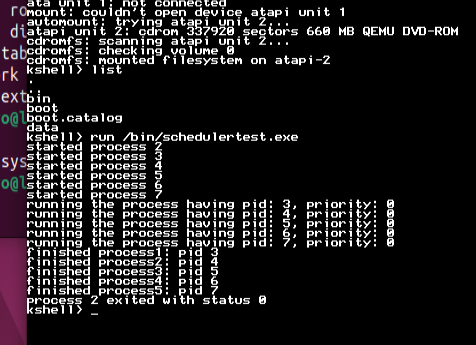 ata unit 1: not connected
mount: couldn't open device atapi unit 1
automount: trying atapi unit 2...
atapi unit 2: cdrom 337920 sectors 660 MB QEMU DVD-ROM
cdromfs: scanning atapi unit 2...
cdromfs: checking volume 0
cdromfs: mounted filesystem on atapi-2
kshell> list
.
..
bin
boot
boot.catalog
data
kshell> run /bin/schedulertest.exe
started process 2
started process 3
started process 4
started process 5
started process 6
started process 7
running the process having pid: 3, priority: 0
running the process having pid: 4, priority: 0
running the process having pid: 5, priority: 0
running the process having pid: 6, priority: 0
running the process having pid: 7, priority: 0
finished process1: pid 3
finished process2: pid 4
finished process3: pid 5
finished process4: pid 6
finished process5: pid 7
process 2 exited with status 0
kshell> _
ro
di
tab
rk
ext
o@l
sys
o@l